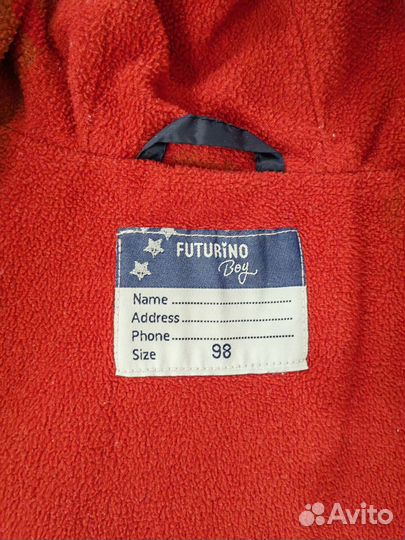 FUTURINO
Boy
Name
Address
Phone
Size 98
Avito